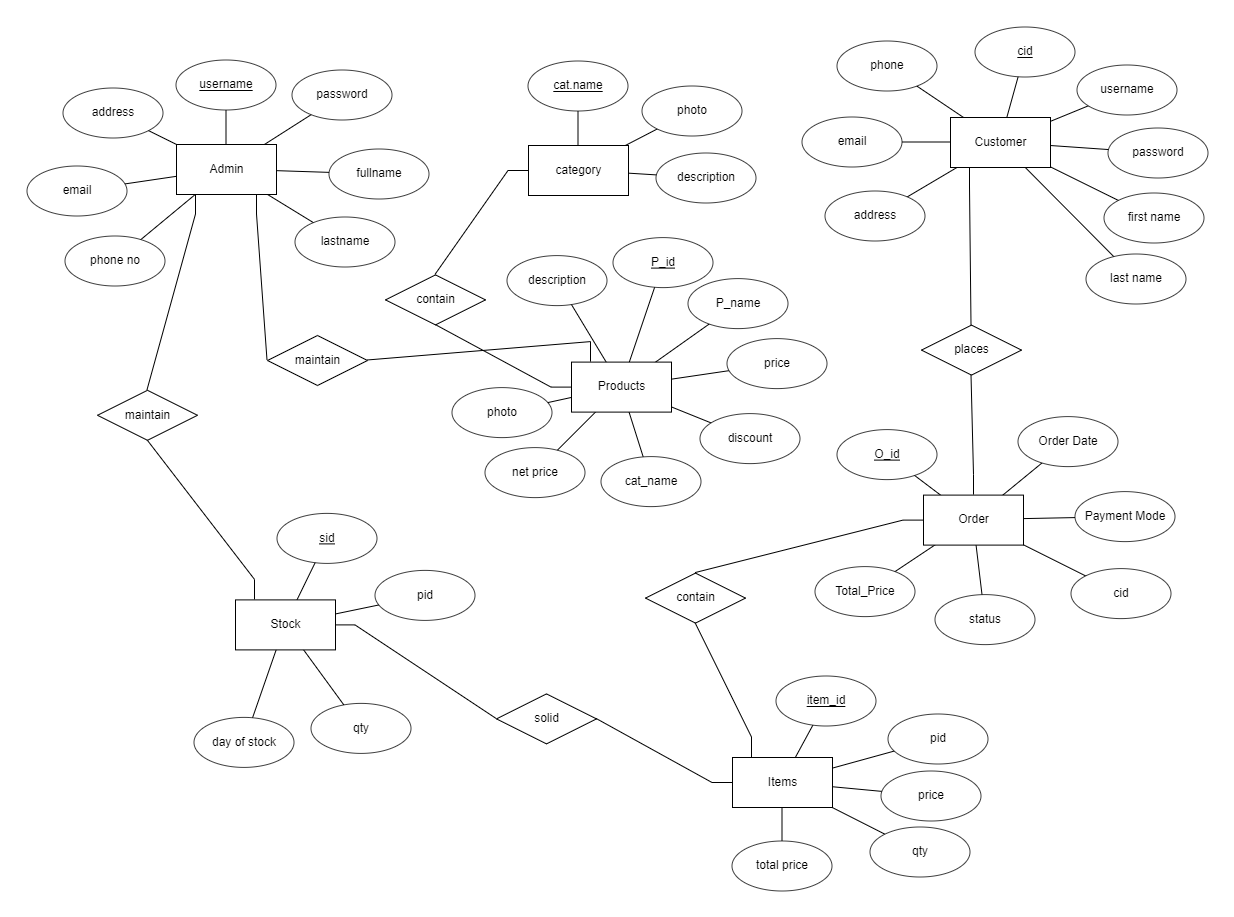 cid
phone
username
cat.name
username
password
address
photo
Customer
email
password
Admin
category
fullname
description
email
address
first name
lastname
phone no
P_id
last name
description
contain
P_name
places
maintain
price
Products
photo
maintain
discount
Order Date
O_id
net price
cat_name
Payment Mode
Order
sid
pid
Total_Price
cid
contain
status
Stock
item_id
solid
qty
pid
day of stock
Items
price
qty
total price